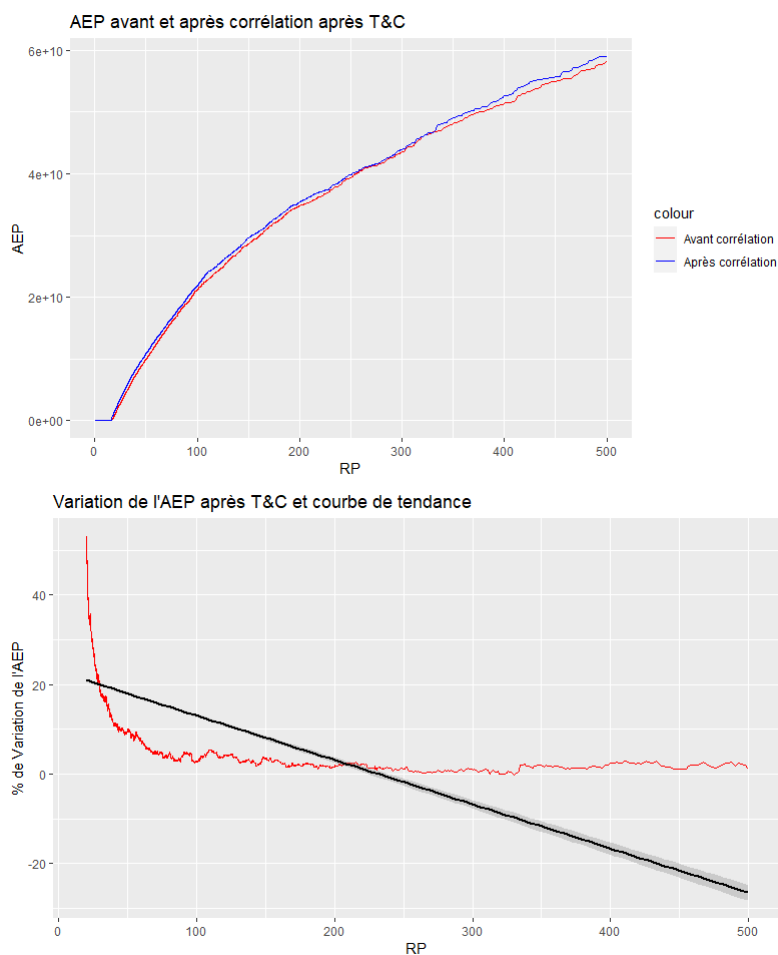 AEP avant et après corrélation après T&C
6e+10
4e+10
2e+10
0e+00
AEP
0 100 200 300 400 500
RP
colour
Avant corrélation
Après corrélation
Variation de l'AEP après T&C et courbe de tendance
40
20
0
-20
% de Variation de l'AEP
0 100 200 300 400 500
RP